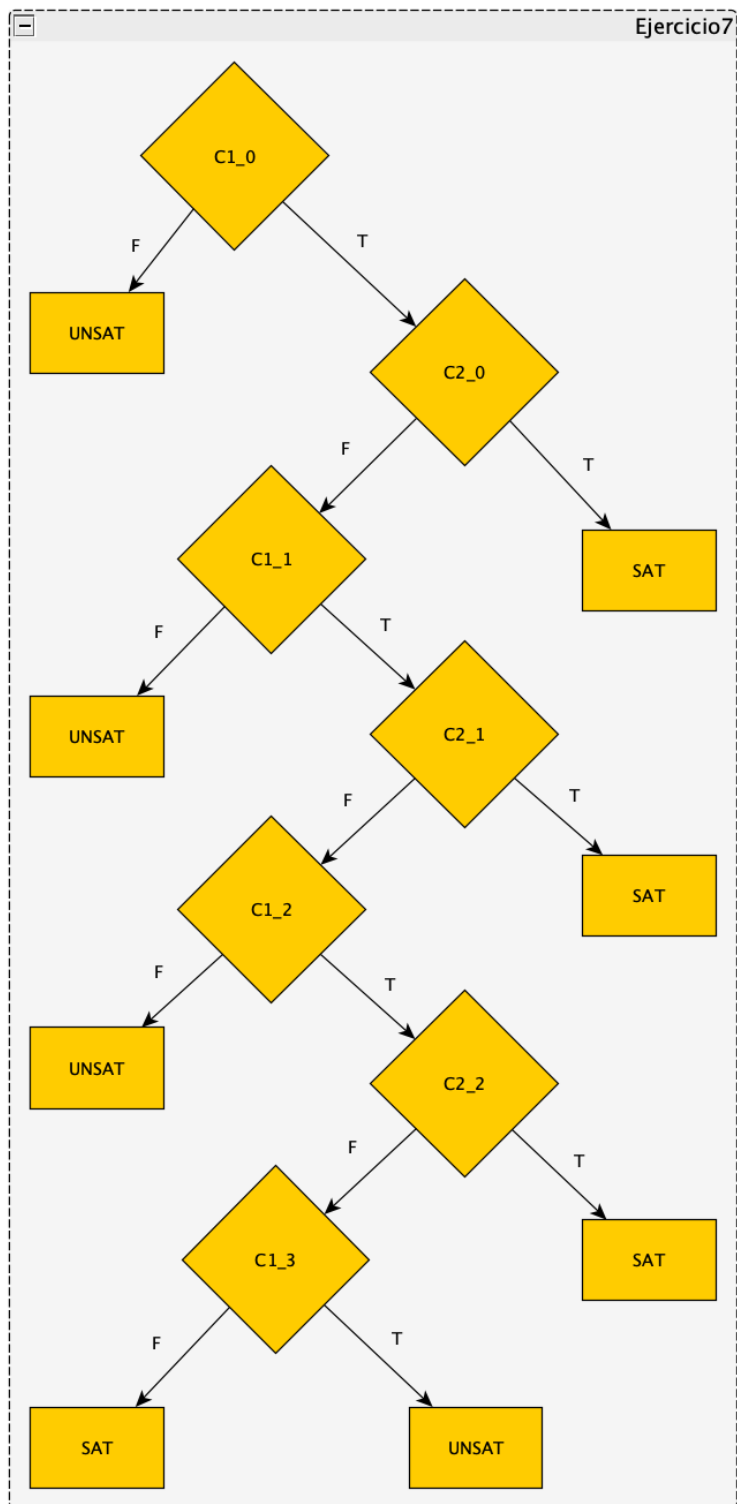 Ejercicio7
C1_0
F
T
UNSAT
C2_0
F
T
C1_1
SAT
F
T
UNSAT
C2_1
F
T
C1_2
SAT
F
T
UNSAT
C2_2
F
T
C1_3
SAT
F
T
SAT
UNSAT